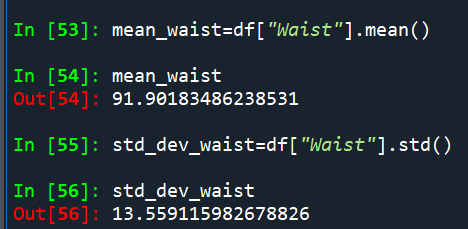 In [53]: mean_waist=df["Waist"].mean()
In [54]: mean_waist
Out[54]: 91.90183486238531
In [55]: std_dev_waist=df["Waist"].std()
In [56]: std_dev_waist
Out[56]: 13.559115982678826